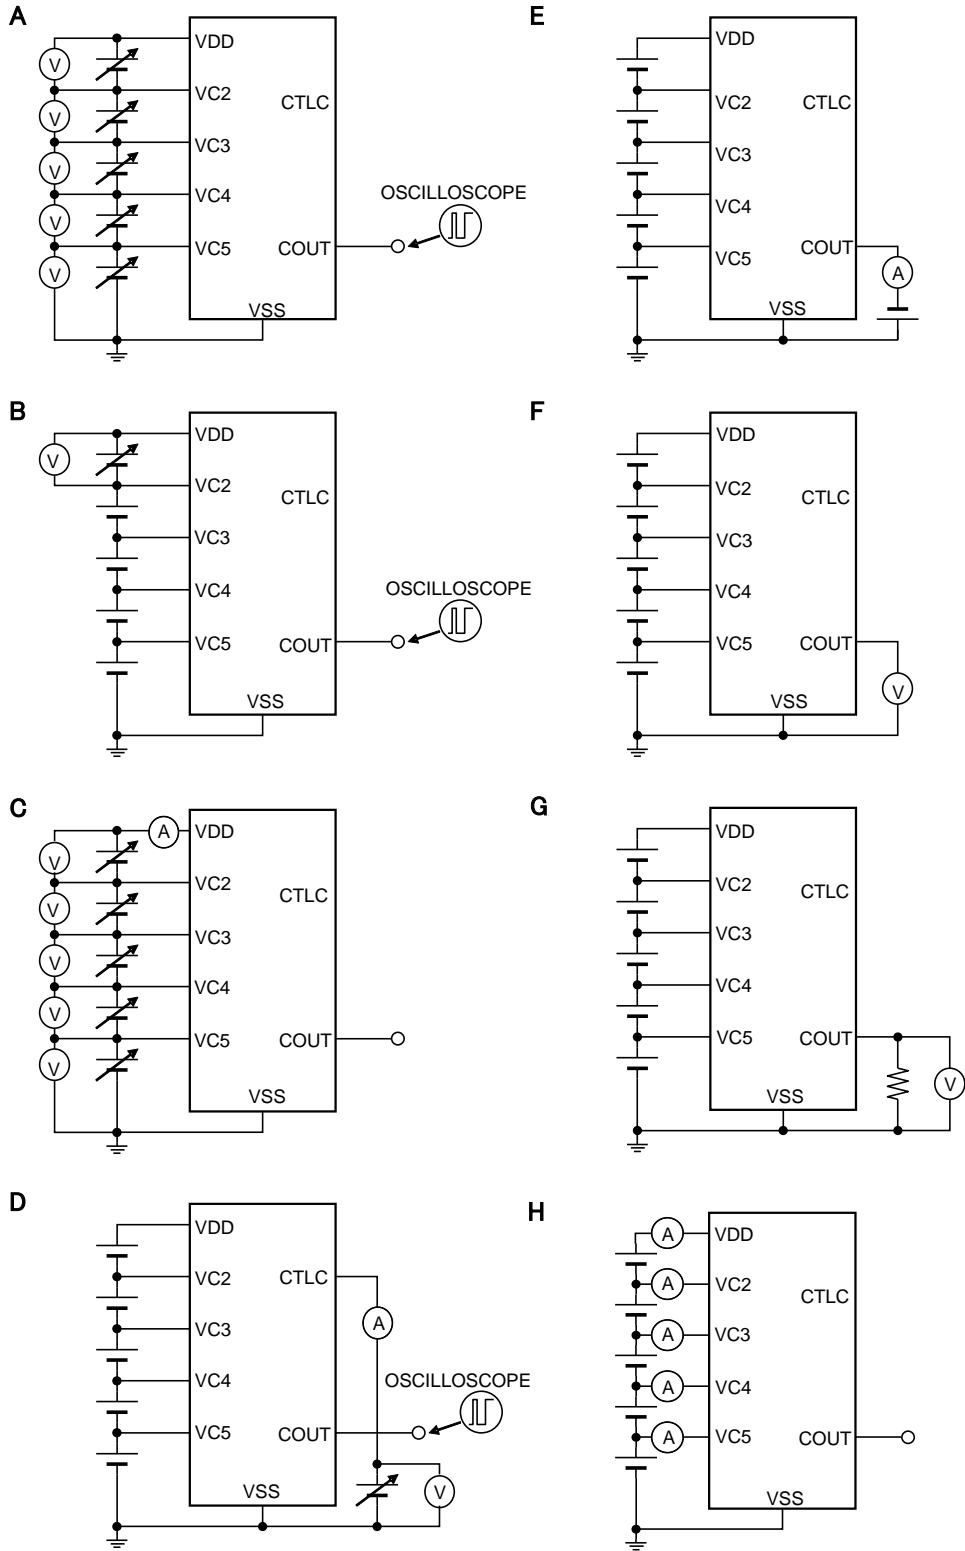 A
VDD
V
VC2
CTLC
V
VC3
V
VC4
OSCILLOSCOPE
V
VC5
COUT
V
VSS
E
VDD
VC2
CTLC
VC3
VC4
COUT
VC5
A
VSS
B
VDD
V
VC2
CTLC
VC3
VC4
OSCILLOSCOPE
VC5
COUT
VSS
F
VDD
VC2
CTLC
VC3
VC4
VC5
COUT
V
VSS
C
A
VDD
V
VC2
CTLC
V
VC3
V
VC4
V
VC5
COUT
V
VSS
G
VDD
VC2
CTLC
VC3
VC4
VC5
COUT
V
VSS
D
VDD
VC2
CTLC
A
VC3
VC4
OSCILLOSCOPE
VC5
COUT
VSS
V
H
A
VDD
A
VC2
CTLC
A
VC3
A
VC4
A
VC5
COUT
VSS